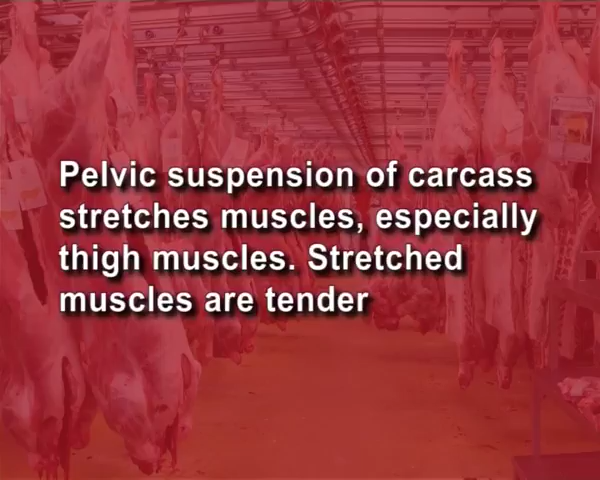 Pelvic suspension of carcass
stretches muscles, especially
thigh muscles. Stretched
muscles are tender